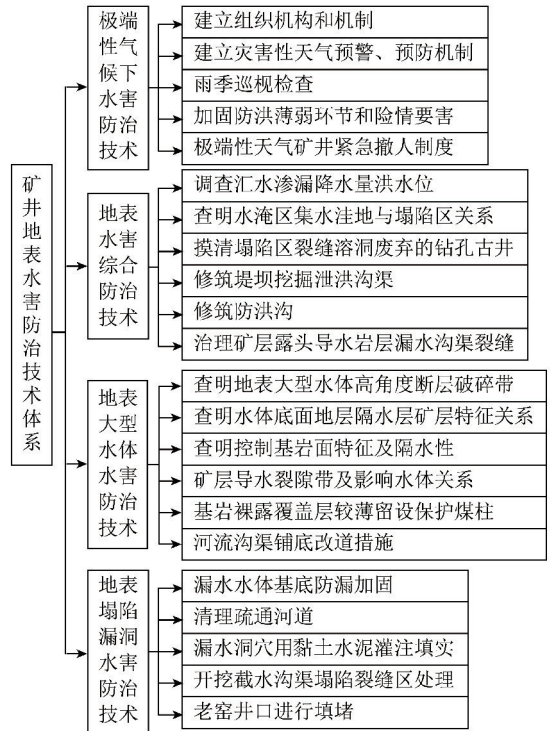 矿井地表水害防治技术体系
极端性气候下水害防治技术
建立组织机构和机制
建立灾害性天气预警、预防机制
雨季巡视检查
加固防洪薄弱环节和险情要害
极端性天气矿井紧急撤人制度
地表水害综合防治技术
调查汇水渗漏降水量洪水位
查明水淹区集水洼地与塌陷区关系
摸清塌陷区裂缝溶洞废弃的钻孔古井
修筑堤坝挖掘泄洪沟渠
修筑防洪沟
治理矿层露头导水岩层漏水沟渠裂缝
地表大型水体水害防治技术
查明地表大型水体高角度断层破碎带
查明水体底面地层隔水层矿层特征关系
查明控制基岩面特征及隔水性
矿层导水裂隙带及影响水体关系
基岩裸露覆盖层较薄留设保护煤柱
河流沟渠铺底改道措施
地表塌陷漏洞水害防治技术
漏水水体基底防漏加固
清理疏通河道
漏水洞穴用黏土水泥灌注填实
开挖截水沟渠塌陷裂缝区处理
老窑井口进行填堵